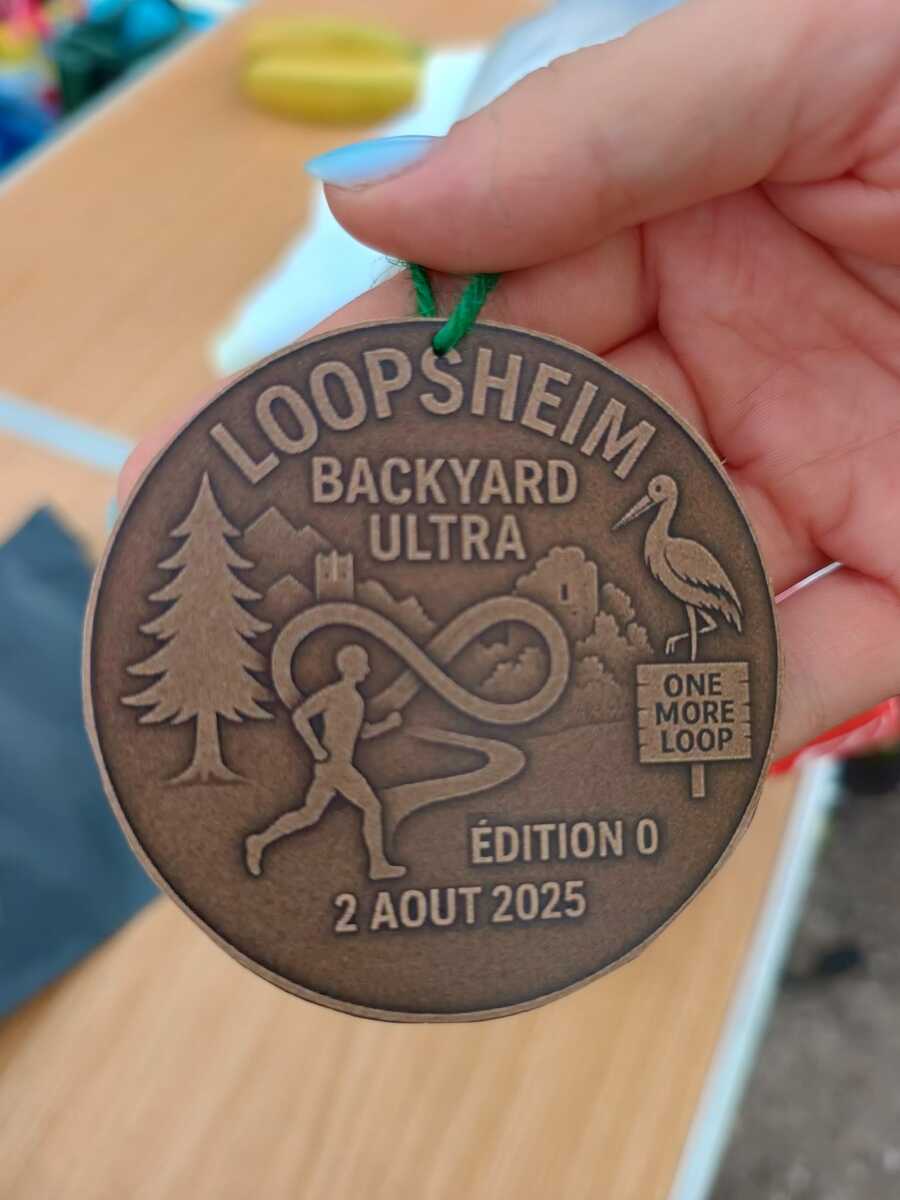 LOOPSHEIM
BACKYARD
ULTRA
ONE
MORE
LOOP
ÉDITION 0
2 AOUT 2025